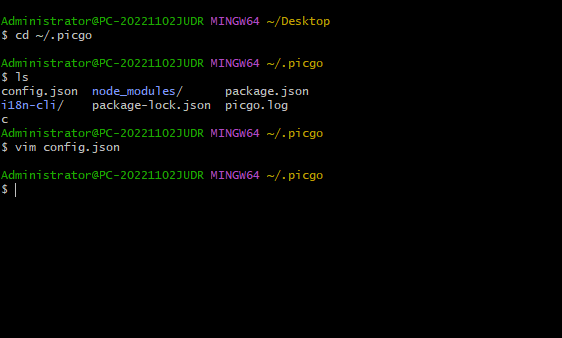 Administrator@PC-20221102JUDR MINGW64 ~/Desktop
$ cd ~/.picgo
Administrator@PC-20221102JUDR MINGW64 ~/.picgo
$ ls
config.json  node_modules/      package.json
i18n-cli/    package-lock.json  picgo.log
c
Administrator@PC-20221102JUDR MINGW64 ~/.picgo
$ vim config.json
Administrator@PC-20221102JUDR MINGW64 ~/.picgo
$